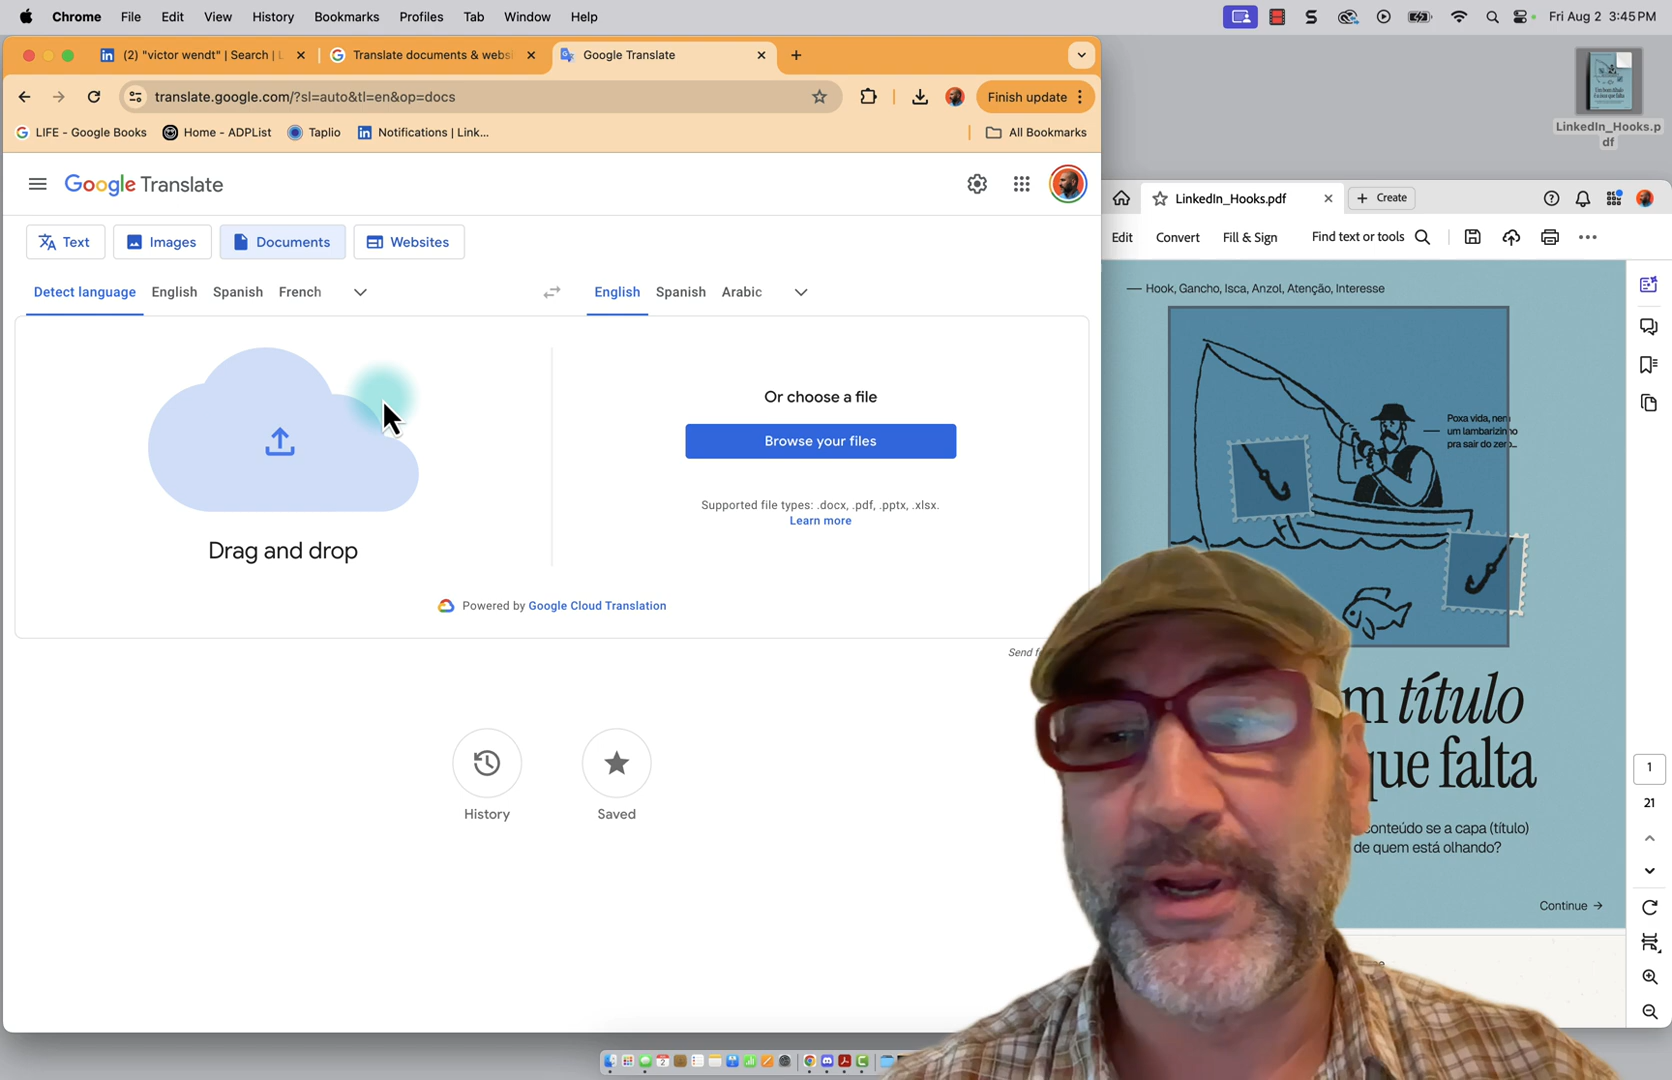 Chrome File Edit View History Bookmarks Profiles Tab Window Help
Fri Aug 2 3:45 PM
(2) "victor wendt" | Search | L
Translate documents & websi
Google Translate
translate.google.com/?sl=auto&tl=en&op=docs
Finish update
LIFE - Google Books
Home - ADPList
Taplio
Notifications | Link...
All Bookmarks
LinkedIn_Hooks.p
df
Google Translate
Text
Images
Documents
Websites
Detect language English Spanish French
English Spanish Arabic
Drag and drop
Or choose a file
Browse your files
Supported file types: .docx, .pdf, .pptx, .xlsx.
Learn more
Powered by Google Cloud Translation
Send
History
Saved
LinkedIn_Hooks.pdf
Create
Edit Convert Fill & Sign Find text or tools
— Hook, Gancho, Isca, Anzol, Atenção, Interesse
Poxa vida, nem
um lambarizinho
pra sair do zero...
m título
que falta
conteúdo se a capa (título)
de quem está olhando?
Continue →
1
21